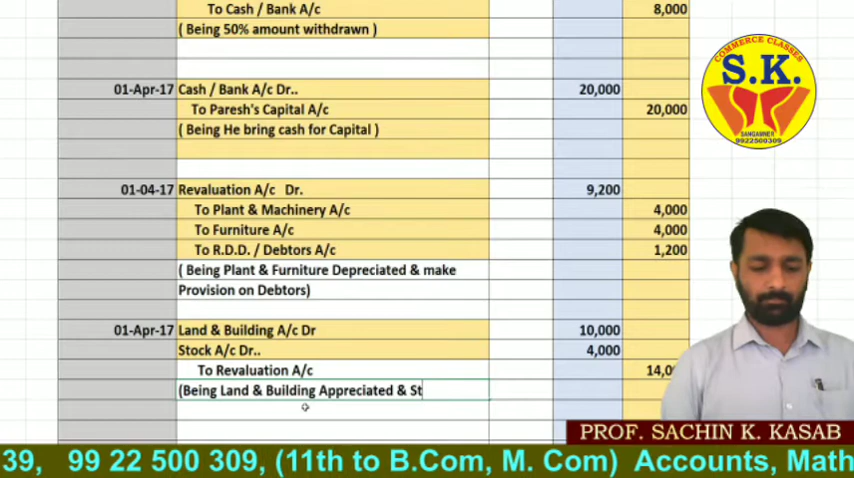 To Cash / Bank A/c 8,000
( Being 50% amount withdrawn )
01-Apr-17 Cash / Bank A/c Dr.. 20,000
To Paresh's Capital A/c 20,000
( Being He bring cash for Capital )
01-04-17 Revaluation A/c Dr. 9,200
To Plant & Machinery A/c 4,000
To Furniture A/c 4,000
To R.D.D. / Debtors A/c 1,200
( Being Plant & Furniture Depreciated & make
Provision on Debtors)
01-Apr-17 Land & Building A/c Dr 10,000
Stock A/c Dr.. 4,000
To Revaluation A/c 14,0
(Being Land & Building Appreciated & St
COMMERCE CLASSES
S.K.
SANGAMNER
9922500309
PROF. SACHIN K. KASAB
39, 99 22 500 309, (11th to B.Com, M. Com) Accounts, Math